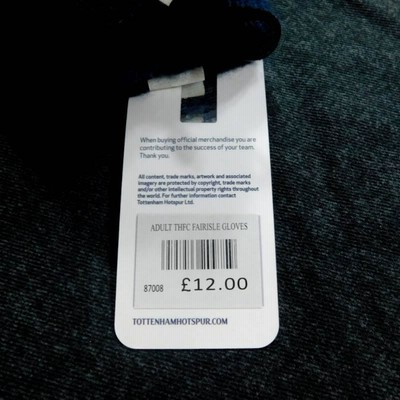 When buying official merchandise you are
contributing to the success of your team.
Thank you.
All content, trade marks, artwork and associated
imagery are protected by copyright, trade marks
and/or other intellectual property rights throughout
the world. For further information contact
Tottenham Hotspur Ltd.
ADULT THFC FAIRISLE GLOVES
87008 £12.00
TOTTENHAMHOTSPUR.COM